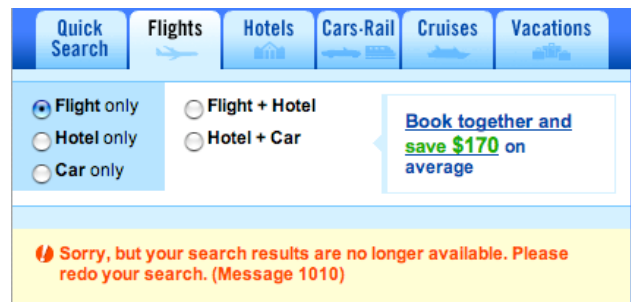 Quick Search
Flights
Hotels
Cars-Rail
Cruises
Vacations
Flight only
Hotel only
Car only
Flight + Hotel
Hotel + Car
Book together and
save $170 on
average
Sorry, but your search results are no longer available. Please
redo your search. (Message 1010)